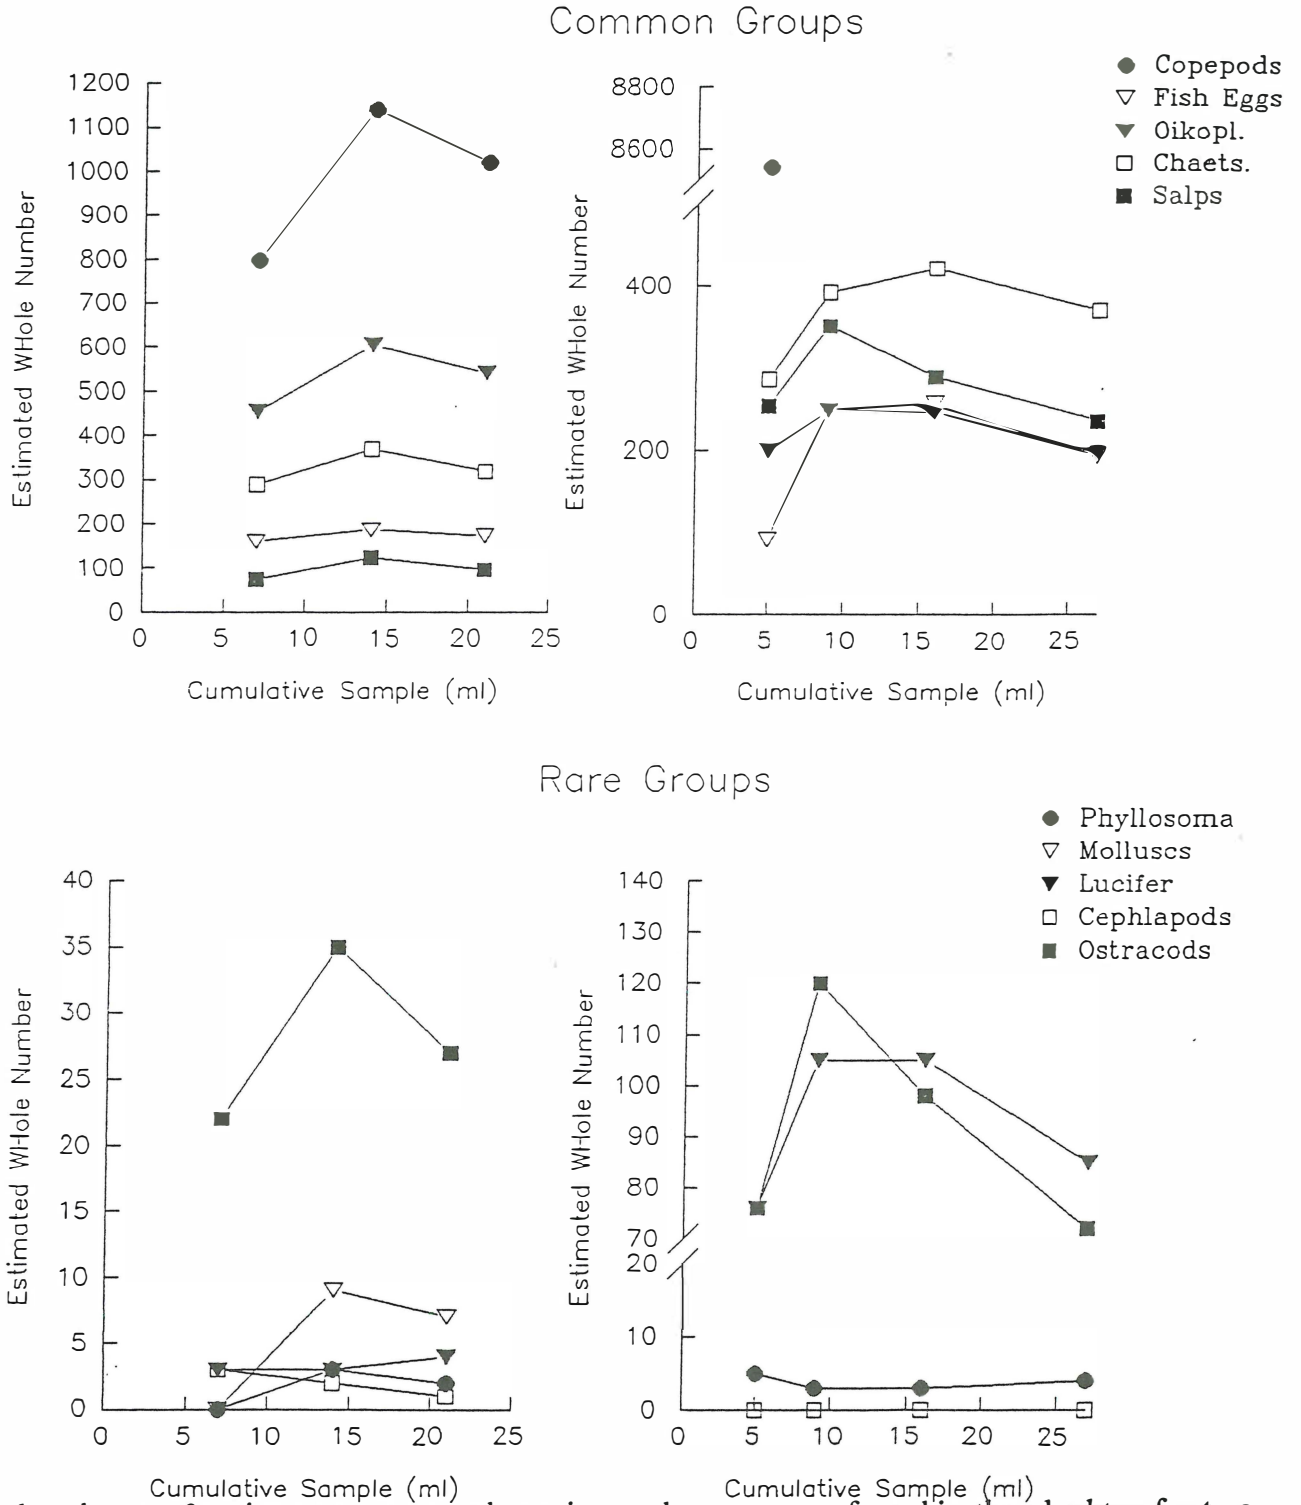 Common Groups
Copepods
Fish Eggs
Oikopl.
Chaets.
Salps
Estimated WHole Number
1200
1100
1000
900
800
700
600
500
400
300
200
100
0
0 5 10 15 20 25
Cumulative Sample (ml)
Estimated WHole Number
8800
8600
400
200
0
0 5 10 15 20 25
Cumulative Sample (ml)
Rare Groups
Phyllosoma
Molluscs
Lucifer
Cephlapods
Ostracods
Estimated WHole Number
40
35
30
25
20
15
10
5
0
0 5 10 15 20 25
Cumulative Sample (ml)
Estimated WHole Number
140
130
120
110
100
90
80
70
20
10
0
0 5 10 15 20 25
Cumulative Sample (ml)